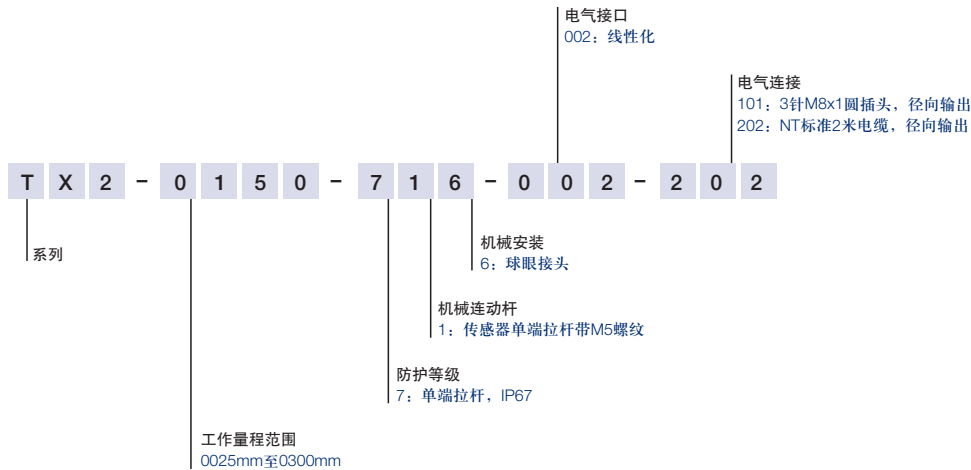 电气接口
002：线性化
电气连接
101：3针M8x1圆插头，径向输出
202：NT标准2米电缆，径向输出
T X 2 - 0 1 5 0 - 7 1 6 - 0 0 2 - 2 0 2
系列
机械安装
6：球眼接头
机械连动杆
1：传感器单端拉杆带M5螺纹
防护等级
7：单端拉杆，IP67
工作量程范围
0025mm至0300mm